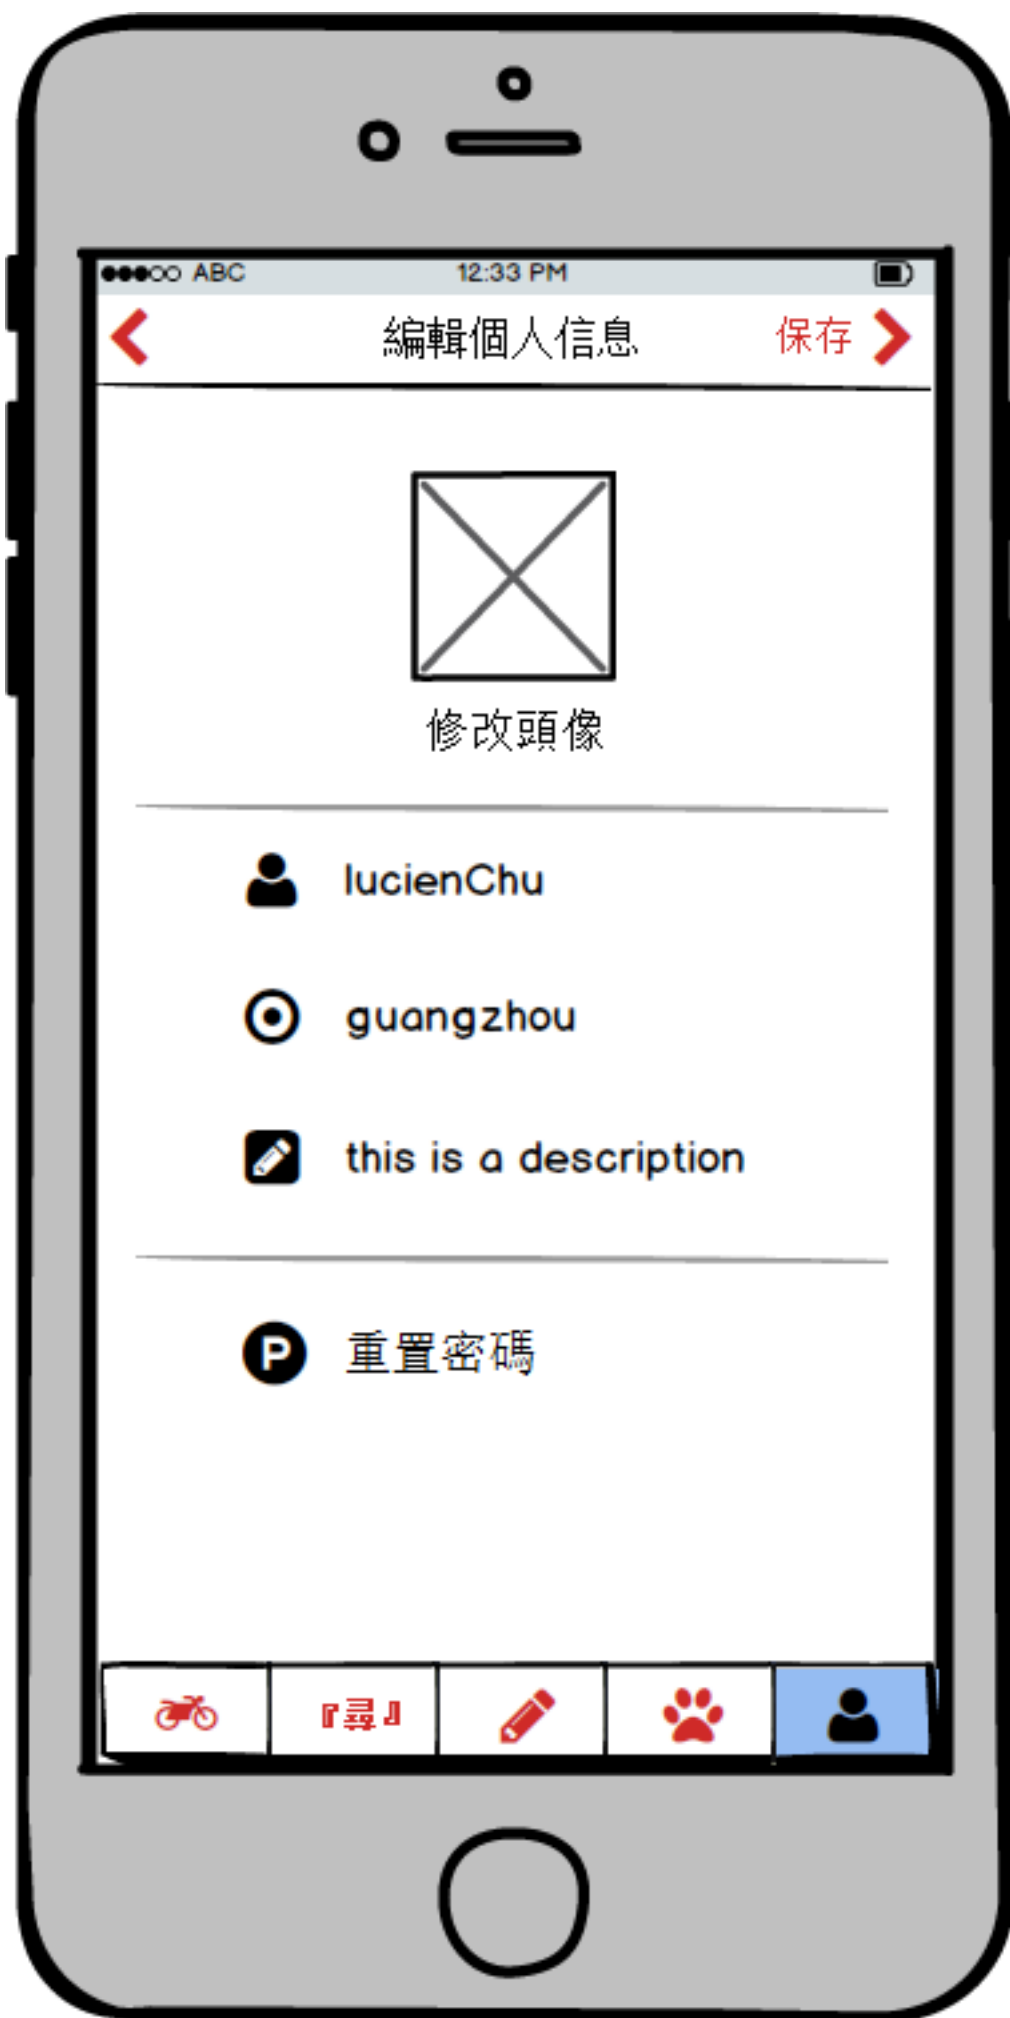 ABC 12:33 PM
編輯個人信息 保存
修改頭像
lucienChu
guangzhou
this is a description
P 重置密碼
『尋』